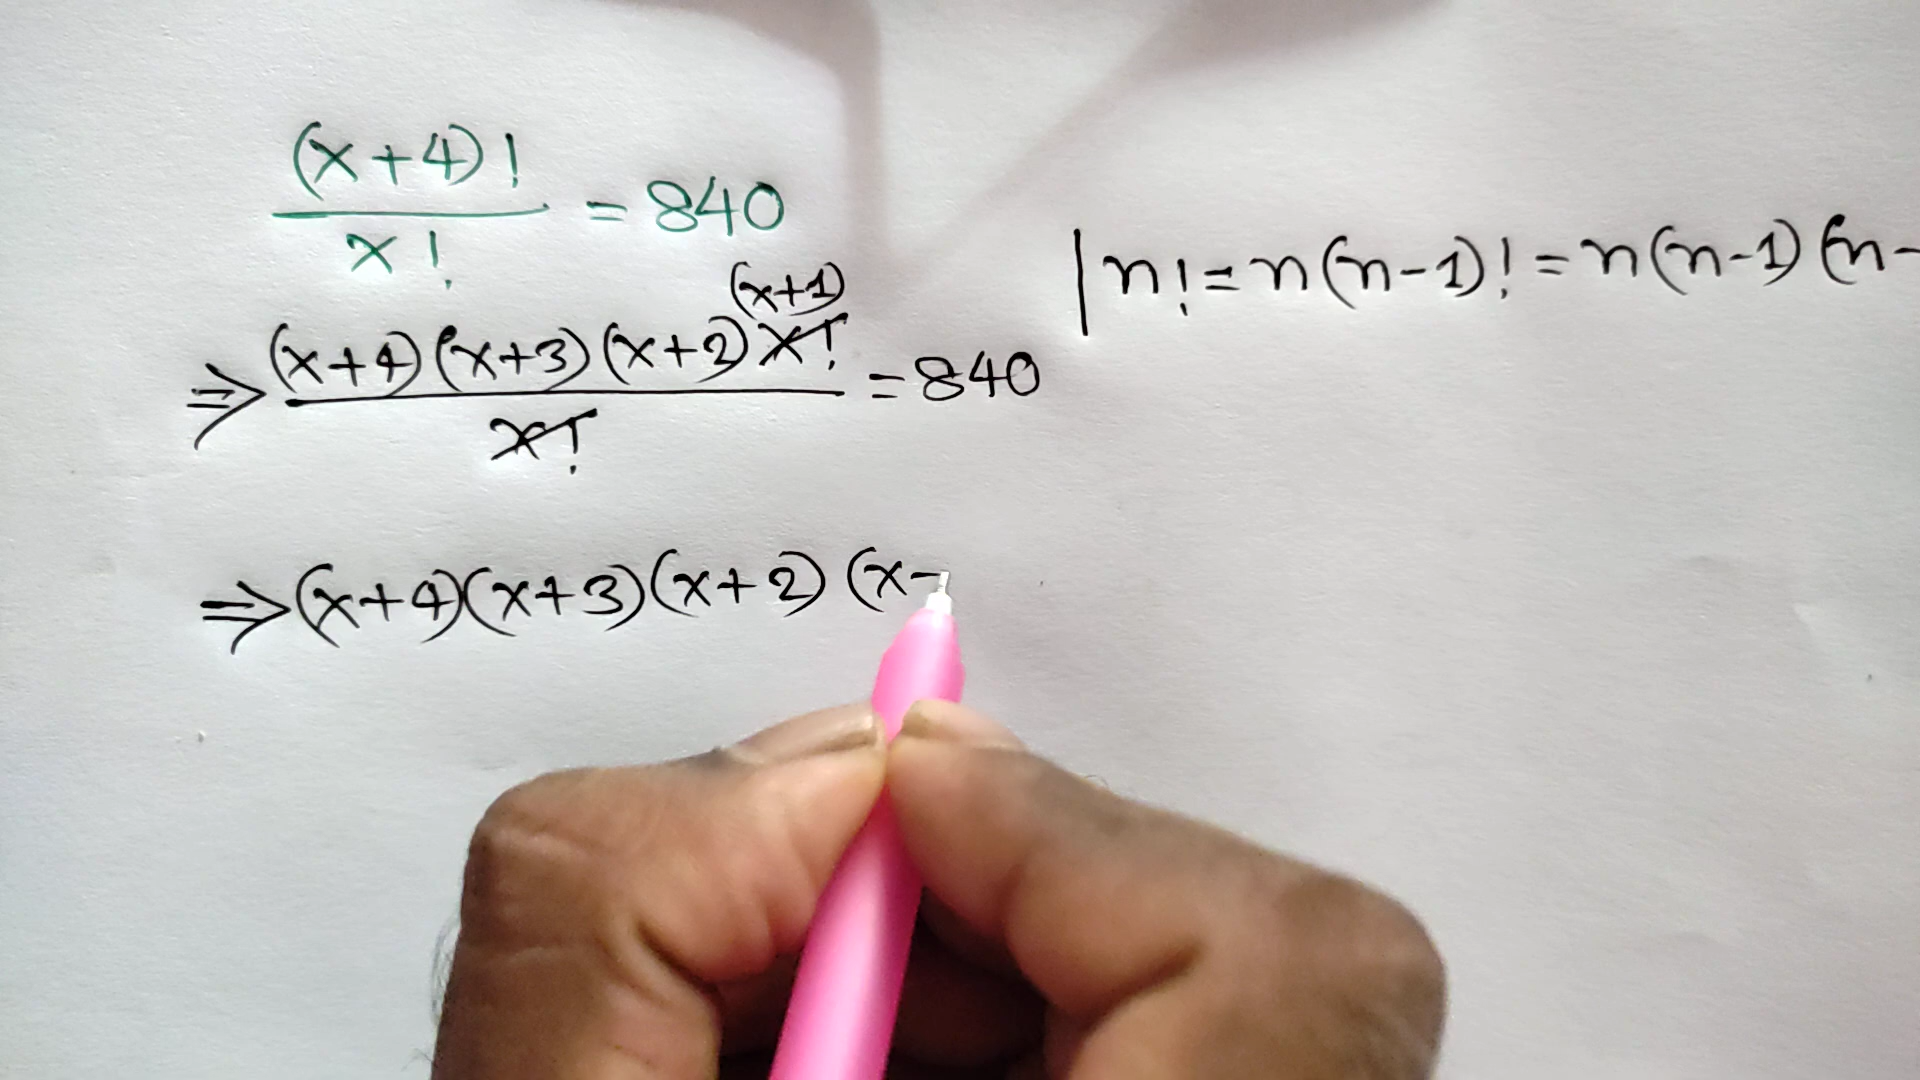 (x+4)!
= 840
x!
|n! = n(n-1)! = n(n-1)(n-
(x+1)
⇒ (x+4)(x+3)(x+2)x!
= 840
x!
⇒ (x+4)(x+3)(x+2)(x-